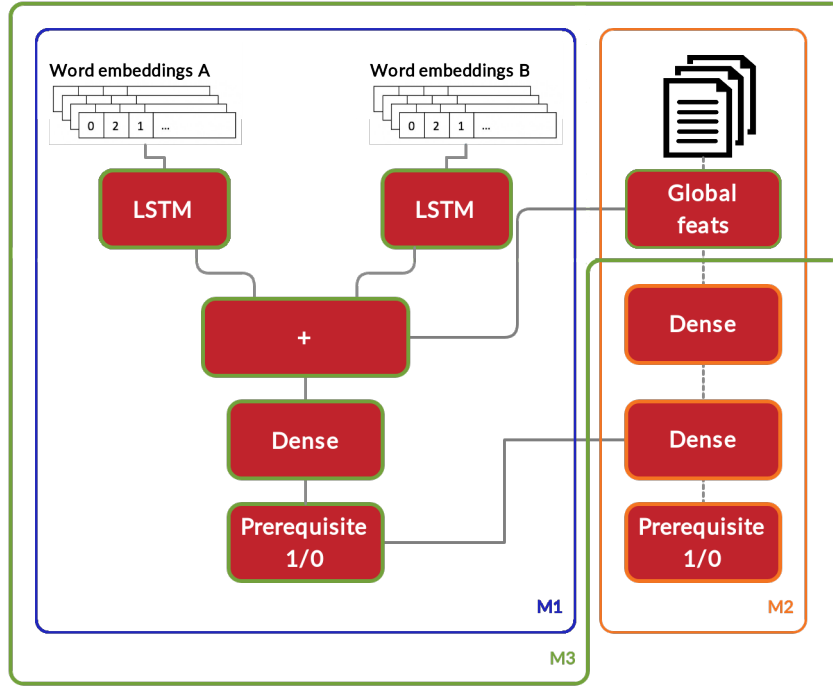 Word embeddings A
0 2 1 ...
LSTM
Word embeddings B
0 2 1 ...
LSTM
+
Dense
Prerequisite
1/0
M1
Global
feats
Dense
Dense
Prerequisite
1/0
M2
M3